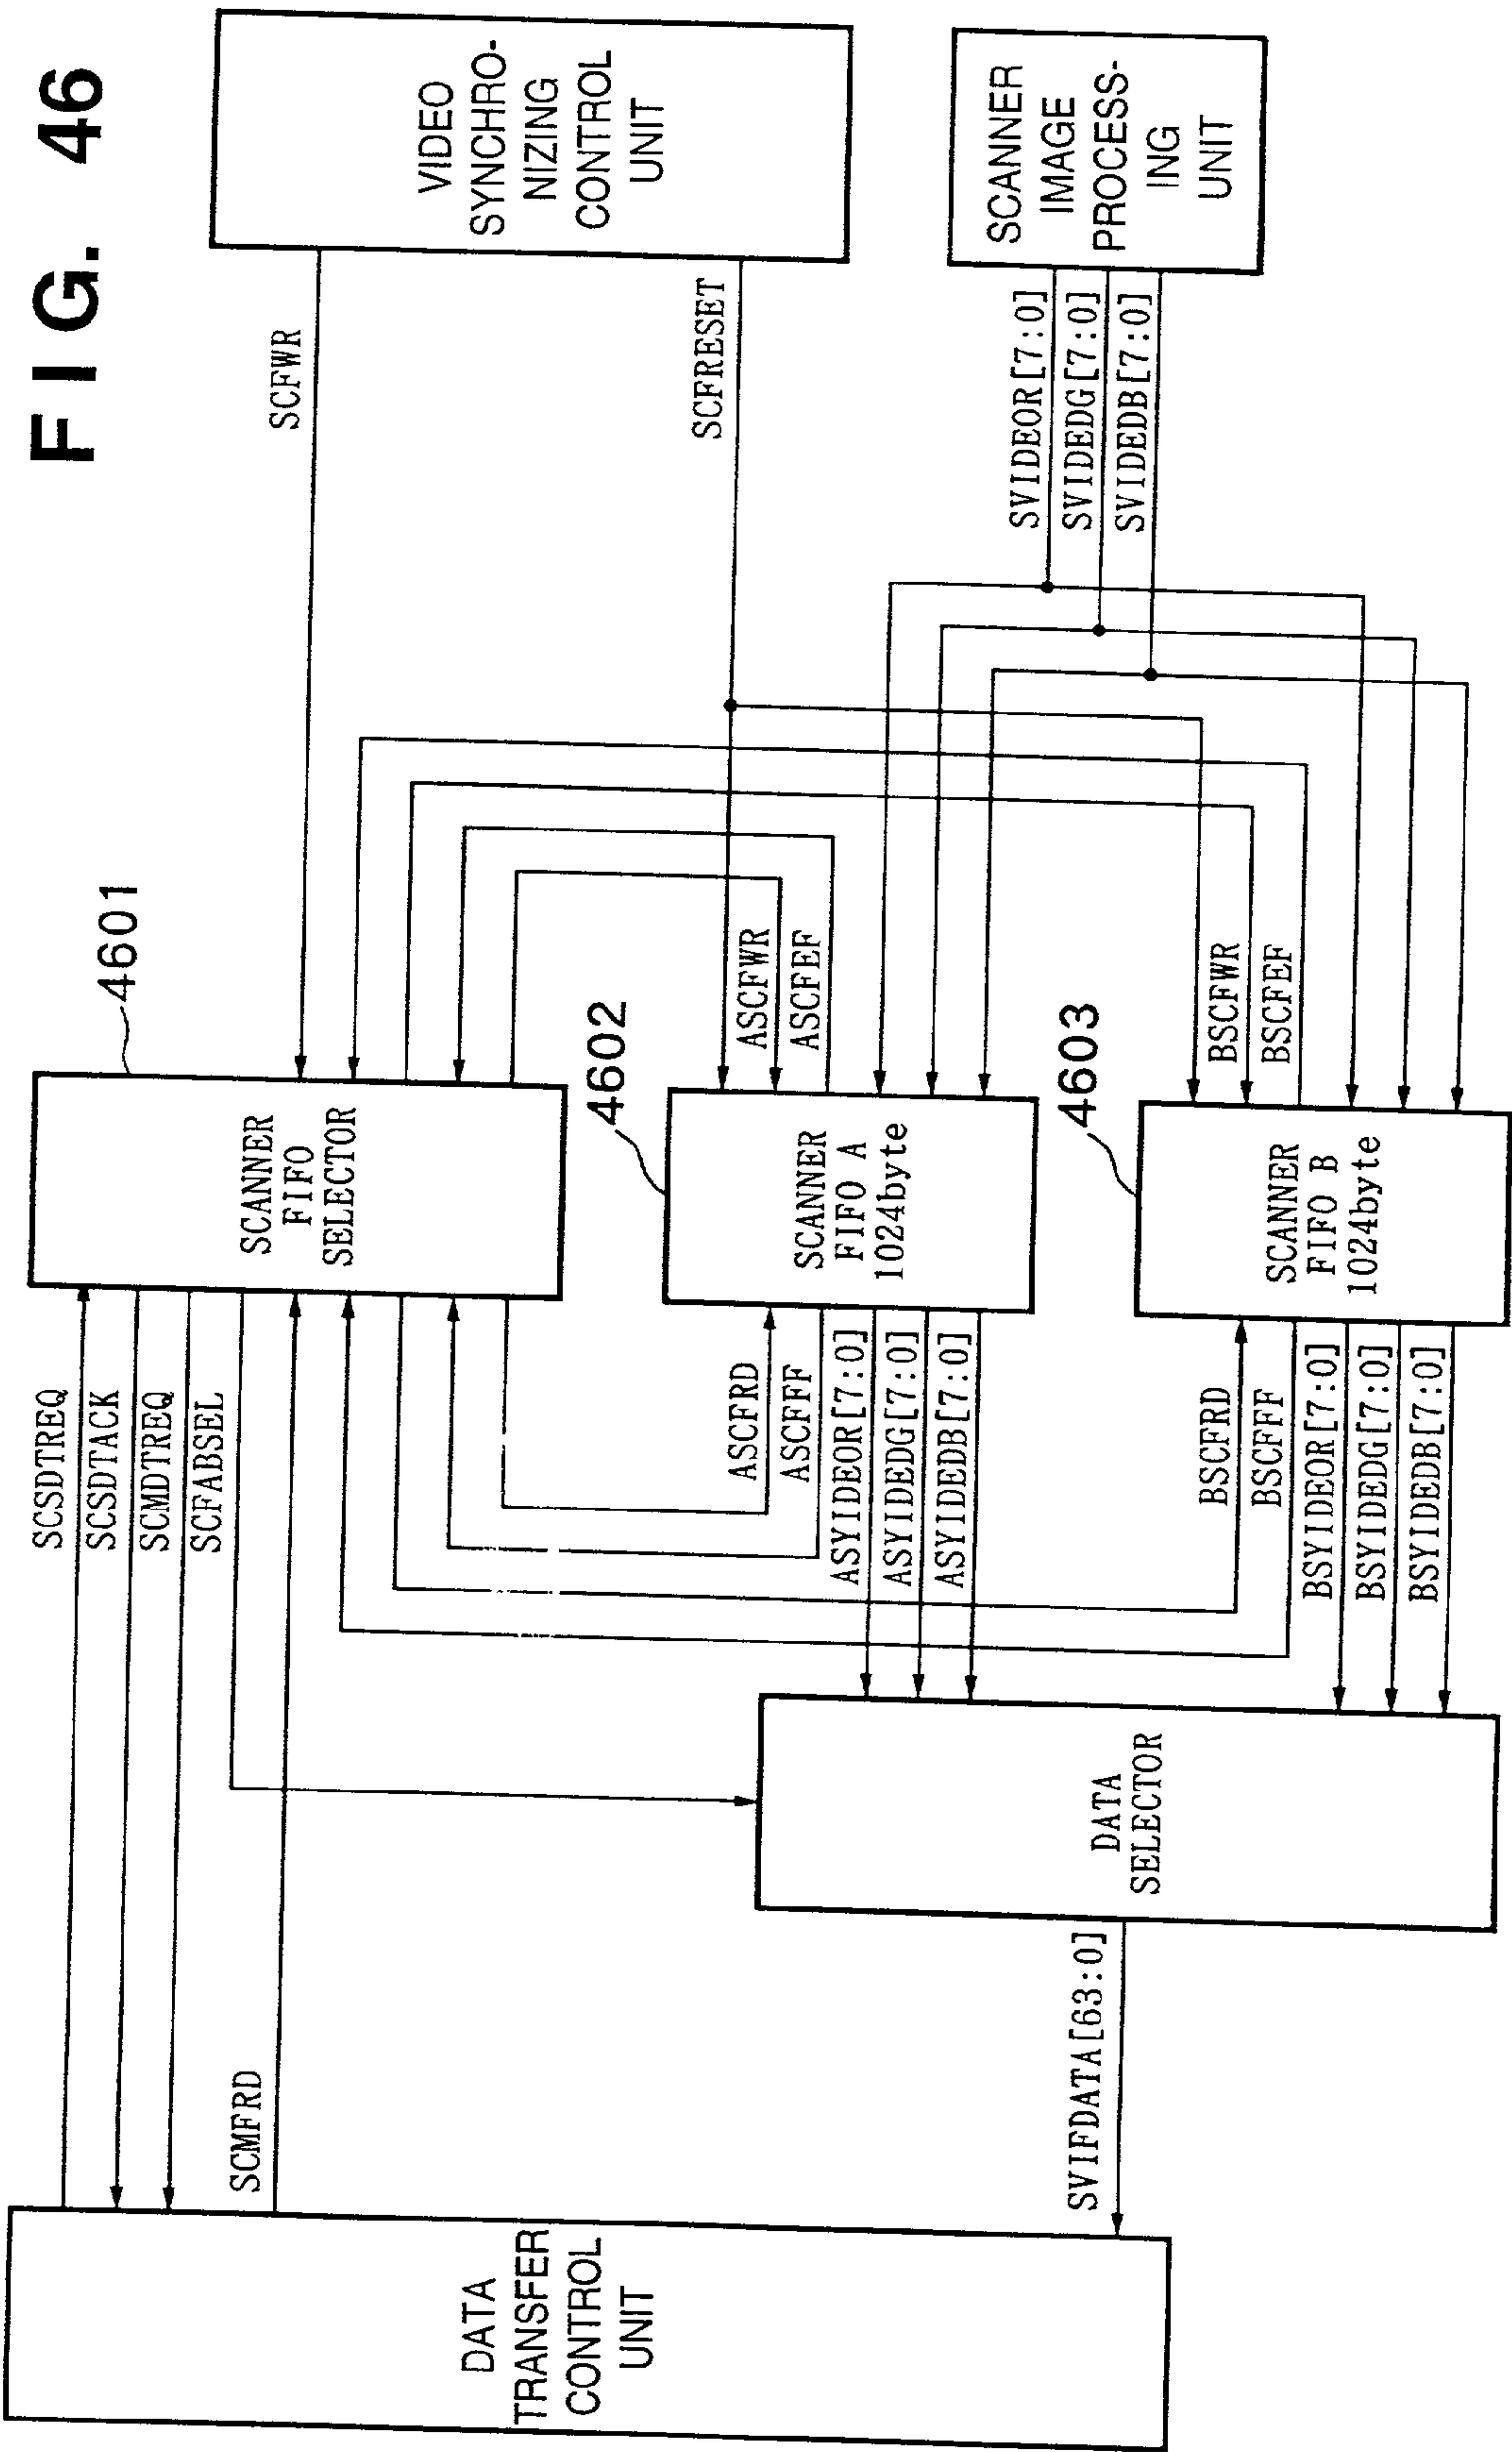 FIG. 46
DATA
TRANSFER
CONTROL
UNIT
SCSDTREQ
SCSDTACK
SCMDTREQ
SCFABSEL
SCMFRD
SVIFDATA[63:0]
DATA
SELECTOR
4601
SCANNER
FIFO
SELECTOR
4602
SCANNER
FIFO A
1024byte
4603
SCANNER
FIFO B
1024byte
ASCFRD
ASCFFF
ASYIDEOR[7:0]
ASYIDEDG[7:0]
ASYIDEDB[7:0]
BSCFRD
BSCFFF
BSYIDEOR[7:0]
BSYIDEDG[7:0]
BSYIDEDB[7:0]
ASCFWR
ASCFEF
BSCFWR
BSCFEF
SCFWR
SCFRESET
VIDEO
SYNCHRO-
NIZING
CONTROL
UNIT
SVIDEOR[7:0]
SVIDEDG[7:0]
SVIDEDB[7:0]
SCANNER
IMAGE
PROCESS-
ING
UNIT